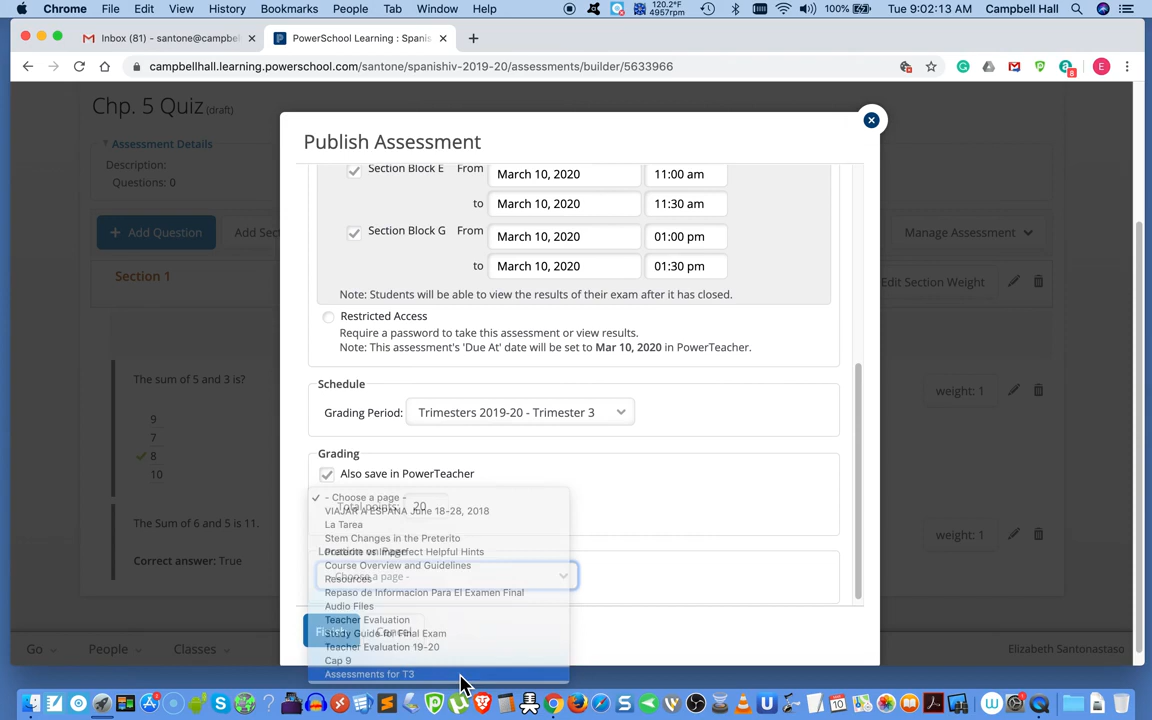 Chrome File Edit View History Bookmarks People Tab Window Help 120.2°F 4957rpm 100% Tue 9:02:13 AM Campbell Hall
Inbox (81) - santone@campbel PowerSchool Learning : Spanis
campbellhall.learning.powerschool.com/santone/spanishiv-2019-20/assessments/builder/5633966
Chp. 5 Quiz (draft)
Assessment Details
Description:
Questions: 0
+ Add Question Add Sec Manage Assessment
Section 1 Edit Section Weight
The sum of 5 and 3 is?
weight: 1
9
7
8
10
The Sum of 6 and 5 is 11.
weight: 1
Correct answer: True
Publish Assessment
Section Block E From March 10, 2020 11:00 am
to March 10, 2020 11:30 am
Section Block G From March 10, 2020 01:00 pm
to March 10, 2020 01:30 pm
Note: Students will be able to view the results of their exam after it has closed.
Restricted Access
Require a password to take this assessment or view results.
Note: This assessment's 'Due At' date will be set to Mar 10, 2020 in PowerTeacher.
Schedule
Grading Period: Trimesters 2019-20 - Trimester 3
Grading
Also save in PowerTeacher
Total points: 20
Location on Page
- Choose a page -
Finish Cancel
- Choose a page -
VIAJAR A ESPAÑA June 18-28, 2018
La Tarea
Stem Changes in the Preterito
Preterite vs Imperfect Helpful Hints
Course Overview and Guidelines
Resources
Repaso de Informacion Para El Examen Final
Audio Files
Teacher Evaluation
Study Guide for Final Exam
Teacher Evaluation 19-20
Cap 9
Assessments for T3
Go People Classes Elizabeth Santonastaso